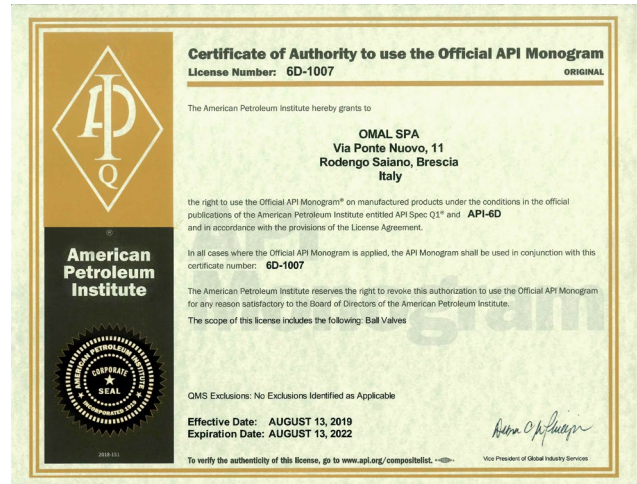 Certificate of Authority to use the Official API Monogram
License Number: 6D-1007
ORIGINAL
The American Petroleum Institute hereby grants to
OMAL SPA
Via Ponte Nuovo, 11
Rodengo Saiano, Brescia
Italy
the right to use the Official API Monogram® on manufactured products under the conditions in the official
publications of the American Petroleum Institute entitled API Spec Q1® and API-6D
and in accordance with the provisions of the License Agreement.
In all cases where the Official API Monogram is applied, the API Monogram shall be used in conjunction with this
certificate number: 6D-1007
The American Petroleum Institute reserves the right to revoke this authorization to use the Official API Monogram
for any reason satisfactory to the Board of Directors of the American Petroleum Institute.
The scope of this license includes the following: Ball Valves
QMS Exclusions: No Exclusions Identified as Applicable
Effective Date: AUGUST 13, 2019
Expiration Date: AUGUST 13, 2022
To verify the authenticity of this license, go to www.api.org/compositelist.
Vice President of Global Industry Services
API
Q
®
American
Petroleum
Institute
AMERICAN PETROLEUM INSTITUTE
CORPORATE
SEAL
INCORPORATED 1919
2018-151